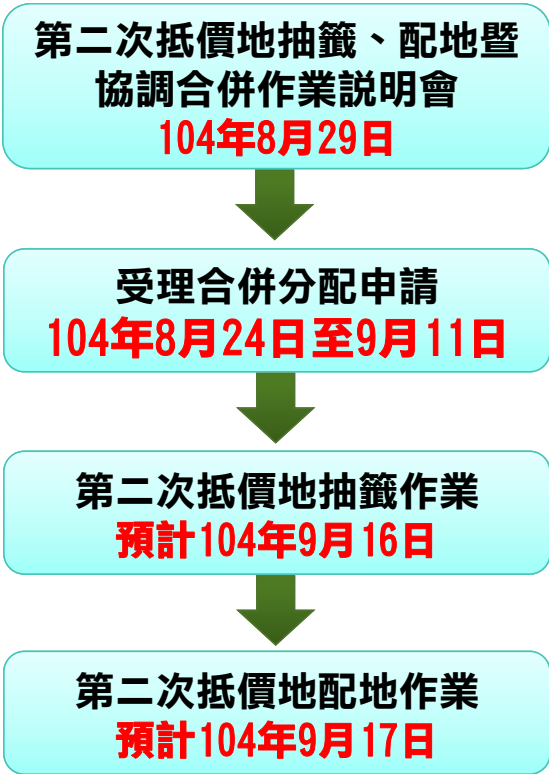 第二次抵價地抽籤、配地暨
協調合併作業説明會
104年8月29日
受理合併分配申請
104年8月24日至9月11日
第二次抵價地抽籤作業
預計104年9月16日
第二次抵價地配地作業
預計104年9月17日